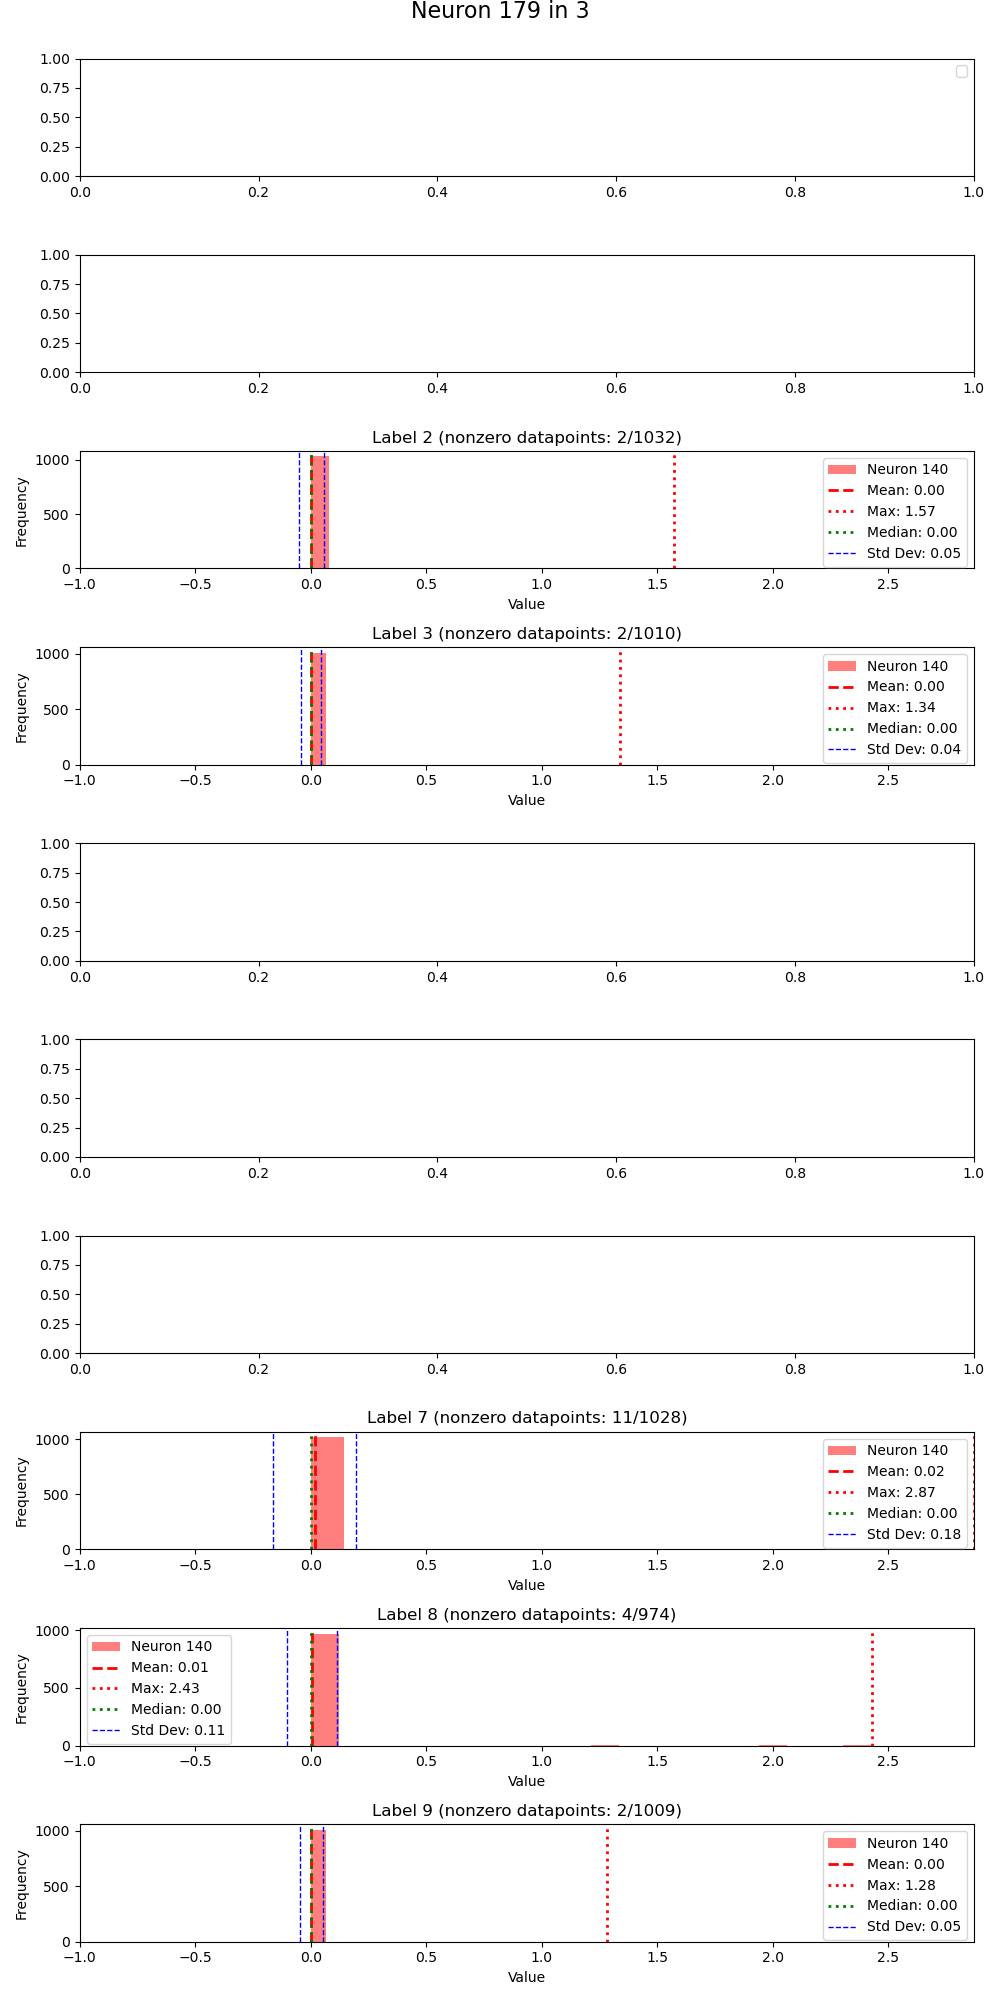 Neuron 179 in 3
1.00
0.75
0.50
0.25
0.00
0.0 0.2 0.4 0.6 0.8 1.0
1.00
0.75
0.50
0.25
0.00
0.0 0.2 0.4 0.6 0.8 1.0
Label 2 (nonzero datapoints: 2/1032)
Frequency
1000
500
0
Neuron 140
Mean: 0.00
Max: 1.57
Median: 0.00
Std Dev: 0.05
−1.0 −0.5 0.0 0.5 1.0 1.5 2.0 2.5
Value
Label 3 (nonzero datapoints: 2/1010)
Frequency
1000
500
0
Neuron 140
Mean: 0.00
Max: 1.34
Median: 0.00
Std Dev: 0.04
−1.0 −0.5 0.0 0.5 1.0 1.5 2.0 2.5
Value
1.00
0.75
0.50
0.25
0.00
0.0 0.2 0.4 0.6 0.8 1.0
1.00
0.75
0.50
0.25
0.00
0.0 0.2 0.4 0.6 0.8 1.0
1.00
0.75
0.50
0.25
0.00
0.0 0.2 0.4 0.6 0.8 1.0
Label 7 (nonzero datapoints: 11/1028)
Frequency
1000
500
0
Neuron 140
Mean: 0.02
Max: 2.87
Median: 0.00
Std Dev: 0.18
−1.0 −0.5 0.0 0.5 1.0 1.5 2.0 2.5
Value
Label 8 (nonzero datapoints: 4/974)
Frequency
1000
500
0
Neuron 140
Mean: 0.01
Max: 2.43
Median: 0.00
Std Dev: 0.11
−1.0 −0.5 0.0 0.5 1.0 1.5 2.0 2.5
Value
Label 9 (nonzero datapoints: 2/1009)
Frequency
1000
500
0
Neuron 140
Mean: 0.00
Max: 1.28
Median: 0.00
Std Dev: 0.05
−1.0 −0.5 0.0 0.5 1.0 1.5 2.0 2.5
Value